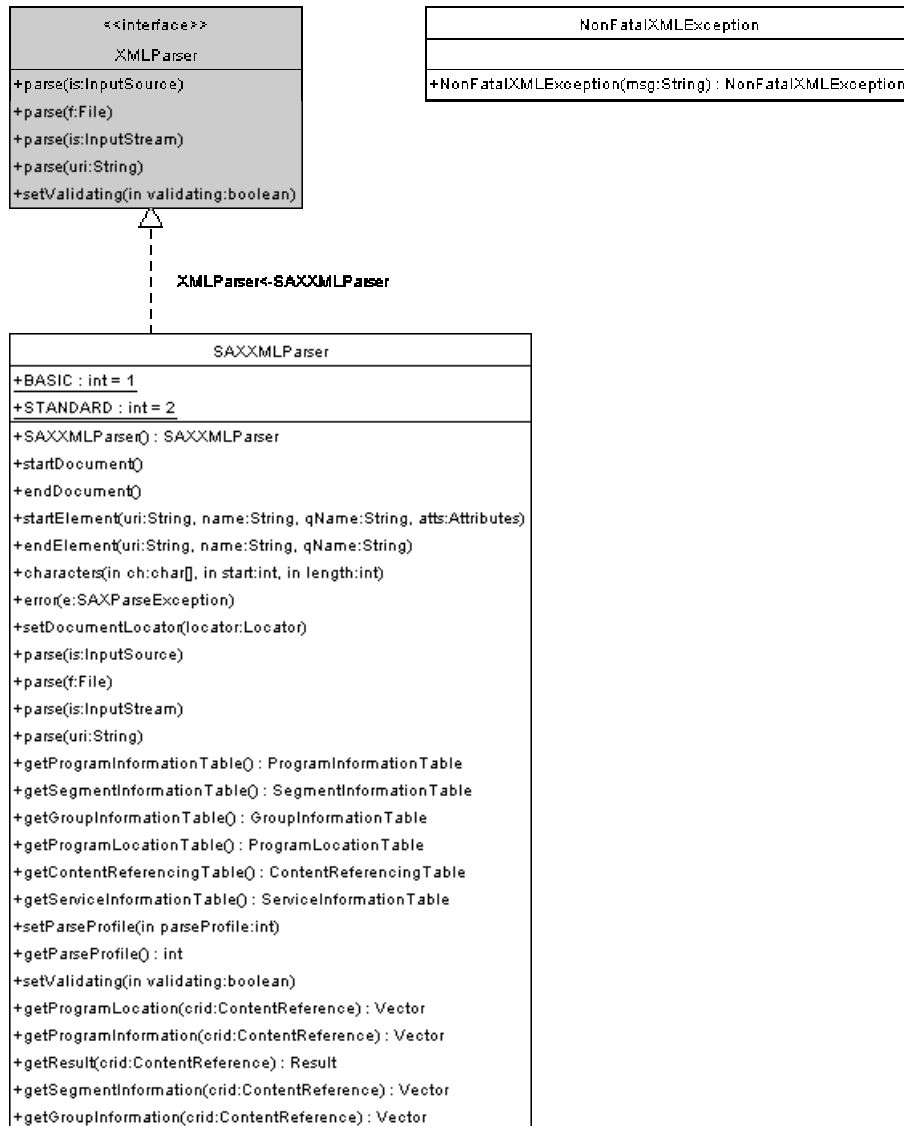 <<interface>>
XMLParser
+parse(is:InputSource)
+parse(f:File)
+parse(is:InputStream)
+parse(uri:String)
+setValidating(in validating:boolean)
NonFatalXMLException
+NonFatalXMLException(msg:String) : NonFatalXMLException
XMLParser<-SAXXMLParser
SAXXMLParser
+BASIC : int = 1
+STANDARD : int = 2
+SAXXMLParser() : SAXXMLParser
+startDocument()
+endDocument()
+startElement(uri:String, name:String, qName:String, atts:Attributes)
+endElement(uri:String, name:String, qName:String)
+characters(in ch:char[], in start:int, in length:int)
+error(e:SAXParseException)
+setDocumentLocator(locator:Locator)
+parse(is:InputSource)
+parse(f:File)
+parse(is:InputStream)
+parse(uri:String)
+getProgramInformationTable() : ProgramInformationTable
+getSegmentInformationTable() : SegmentInformationTable
+getGroupInformationTable() : GroupInformationTable
+getProgramLocationTable() : ProgramLocationTable
+getContentReferencingTable() : ContentReferencingTable
+getServiceInformationTable() : ServiceInformationTable
+setParseProfile(in parseProfile:int)
+getParseProfile() : int
+setValidating(in validating:boolean)
+getProgramLocation(crid:ContentReference) : Vector
+getProgramInformation(crid:ContentReference) : Vector
+getResult(crid:ContentReference) : Result
+getSegmentInformation(crid:ContentReference) : Vector
+getGroupInformation(crid:ContentReference) : Vector